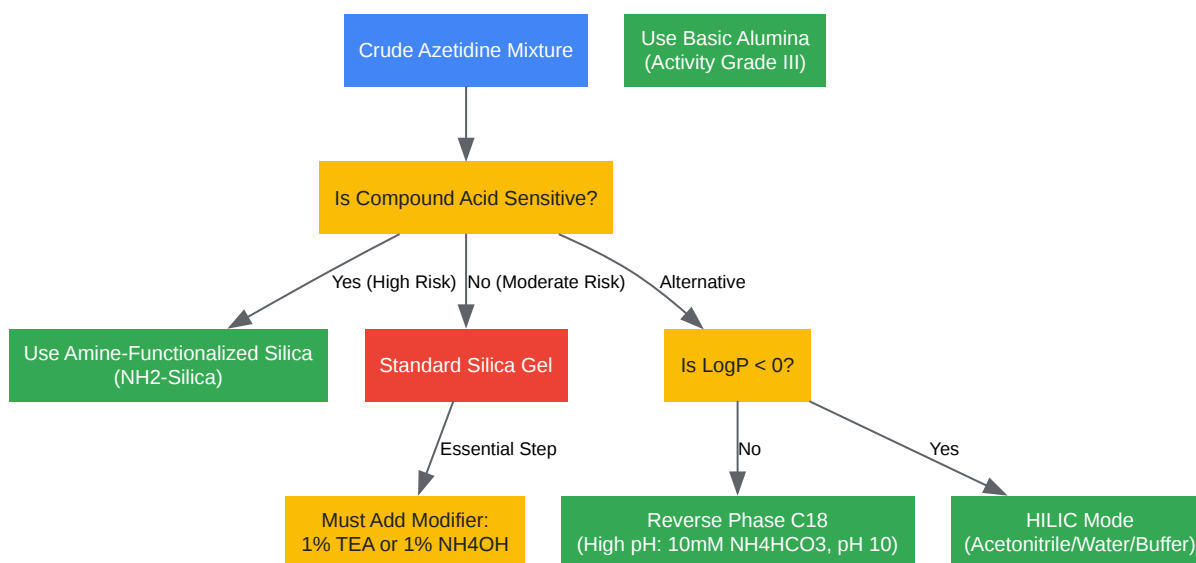 Crude Azetidine Mixture
Use Basic Alumina
(Activity Grade III)
Is Compound Acid Sensitive?
Yes (High Risk)
No (Moderate Risk)
Alternative
Use Amine-Functionalized Silica
(NH2-Silica)
Standard Silica Gel
Is LogP < 0?
Essential Step
No
Yes
Must Add Modifier:
1% TEA or 1% NH4OH
Reverse Phase C18
(High pH: 10mM NH4HCO3, pH 10)
HILIC Mode
(Acetonitrile/Water/Buffer)